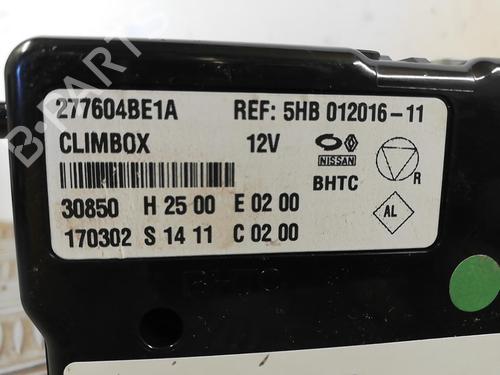 B-PARTS
277604BE1A REF: 5HB 012016-11
CLIMBOX 12V
NISSAN
BHTC R
30850 H 25 00 E 02 00
AL
170302 S 14 11 C 02 00